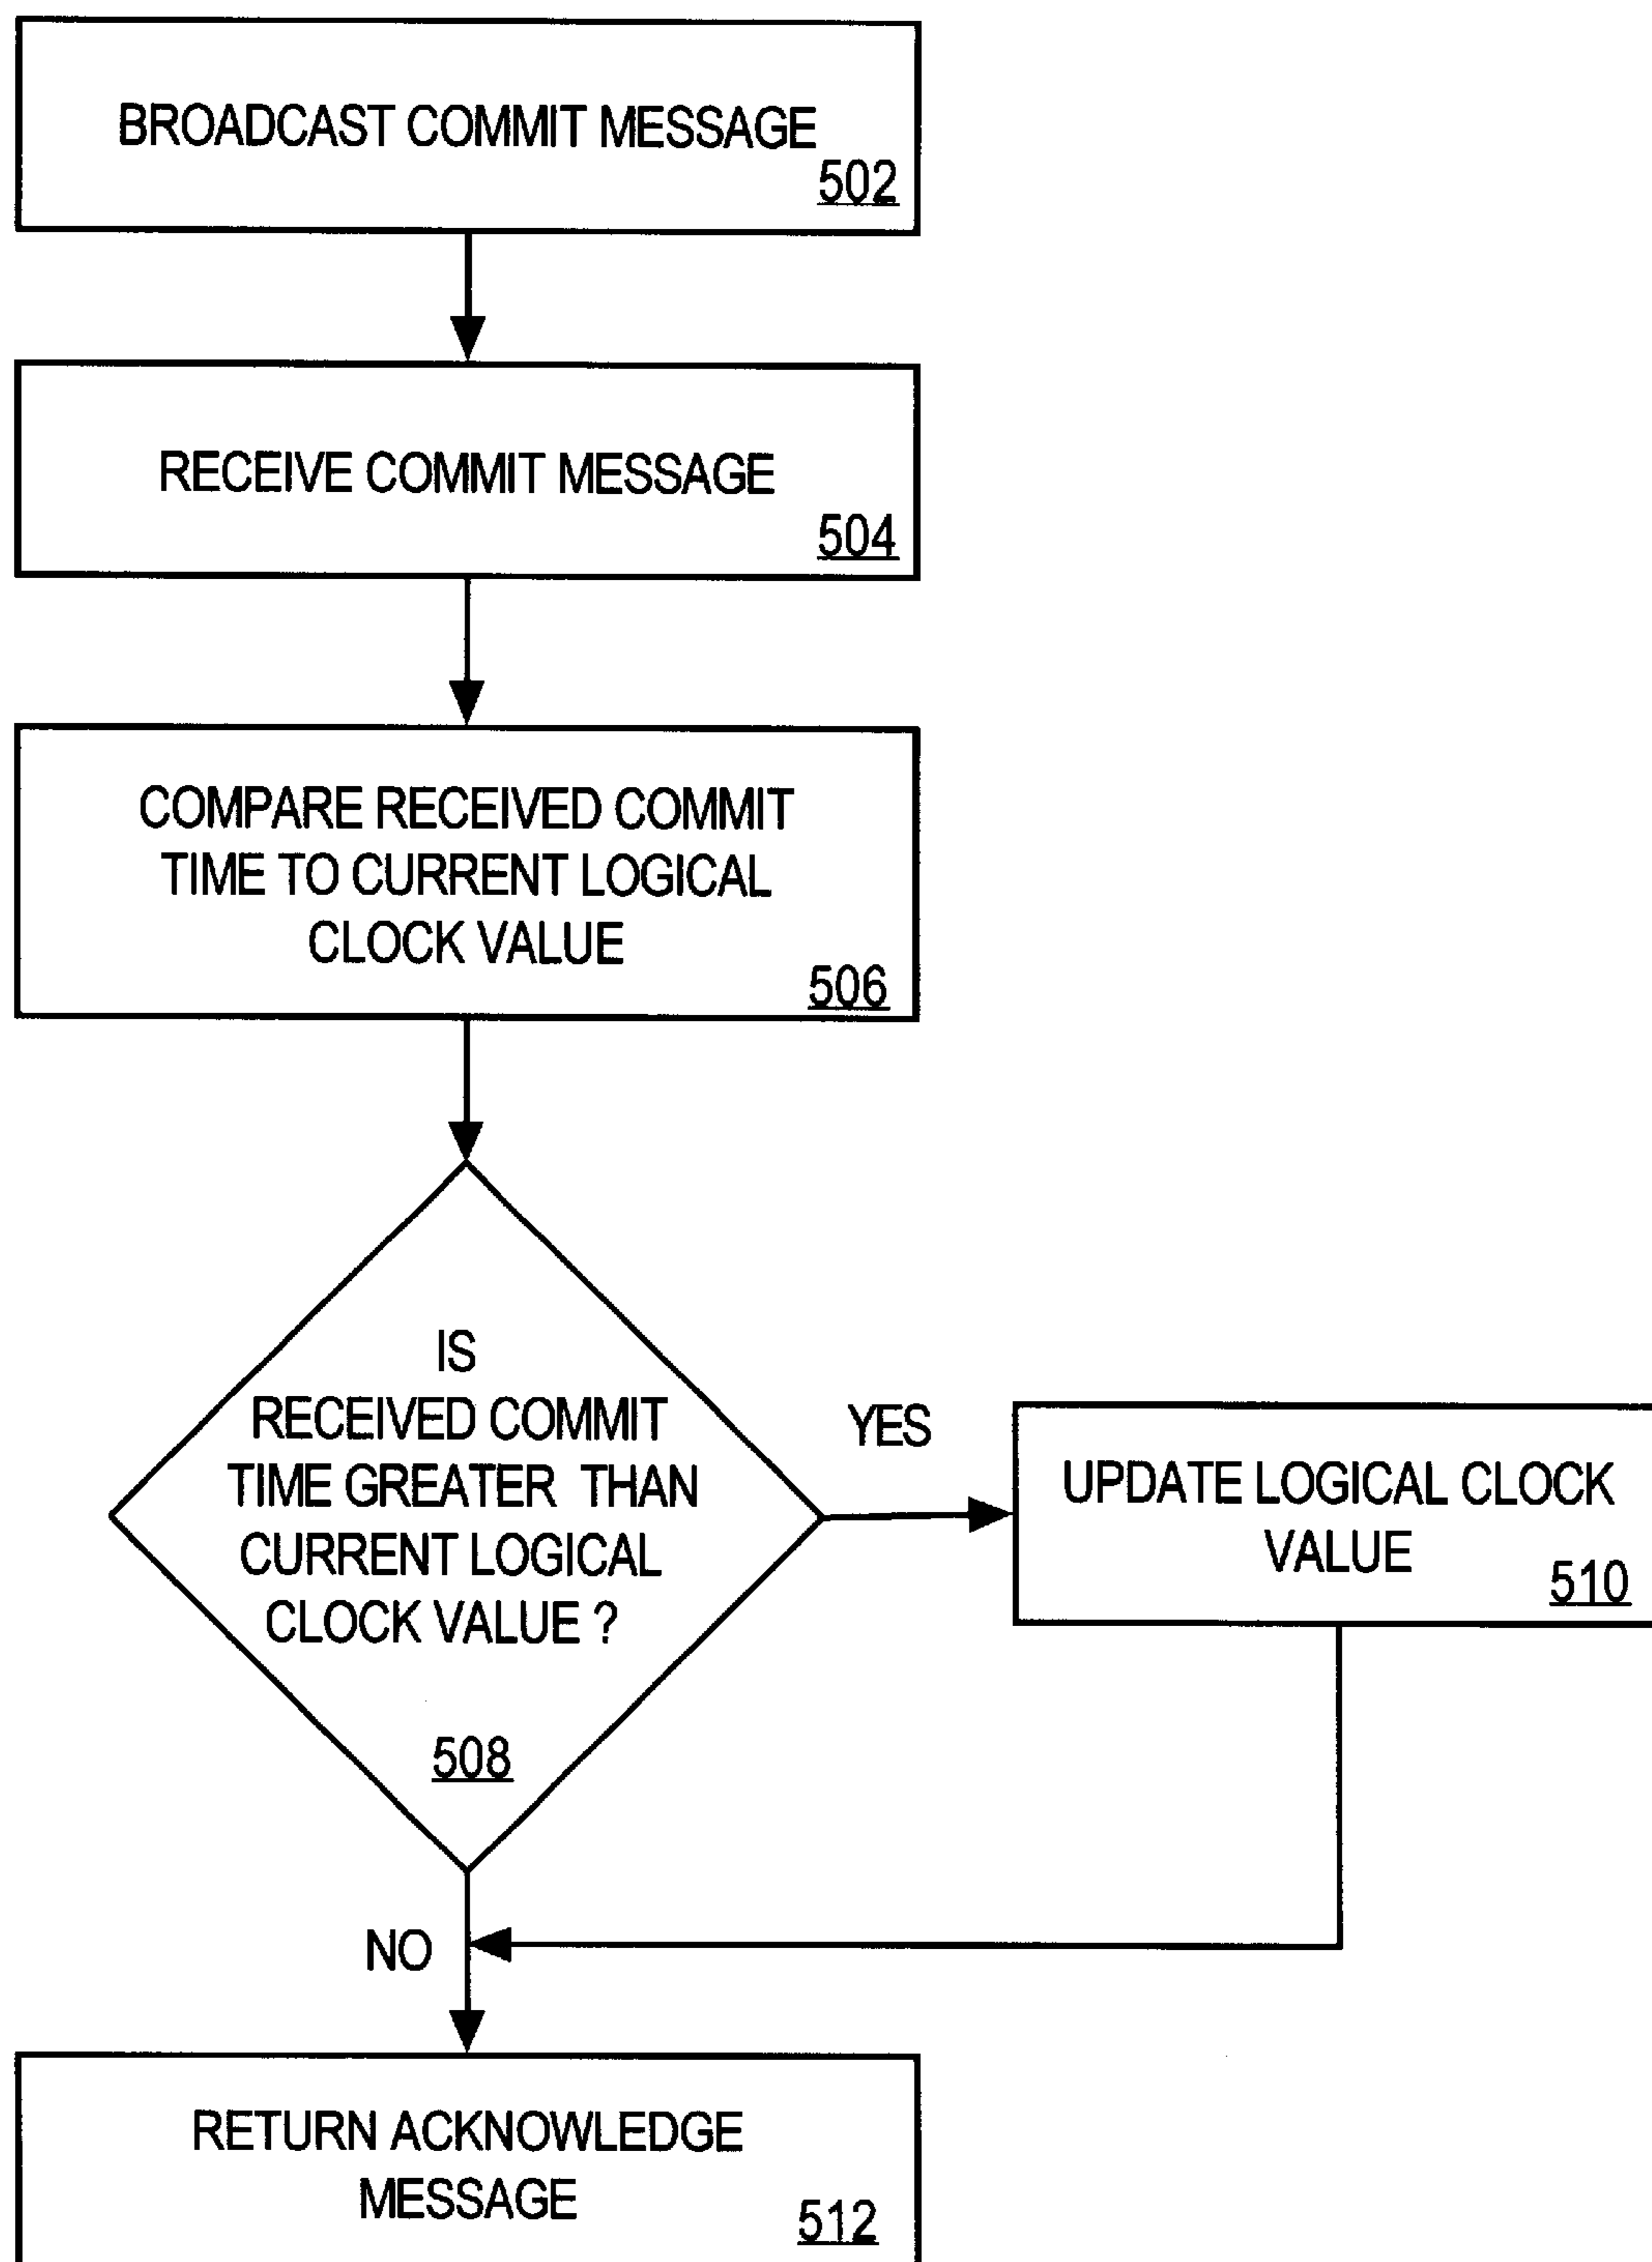 BROADCAST COMMIT MESSAGE
502
RECEIVE COMMIT MESSAGE
504
COMPARE RECEIVED COMMIT
TIME TO CURRENT LOGICAL
CLOCK VALUE
506
IS
RECEIVED COMMIT
TIME GREATER THAN
CURRENT LOGICAL
CLOCK VALUE ?
508
YES
UPDATE LOGICAL CLOCK
VALUE
510
NO
RETURN ACKNOWLEDGE
MESSAGE
512